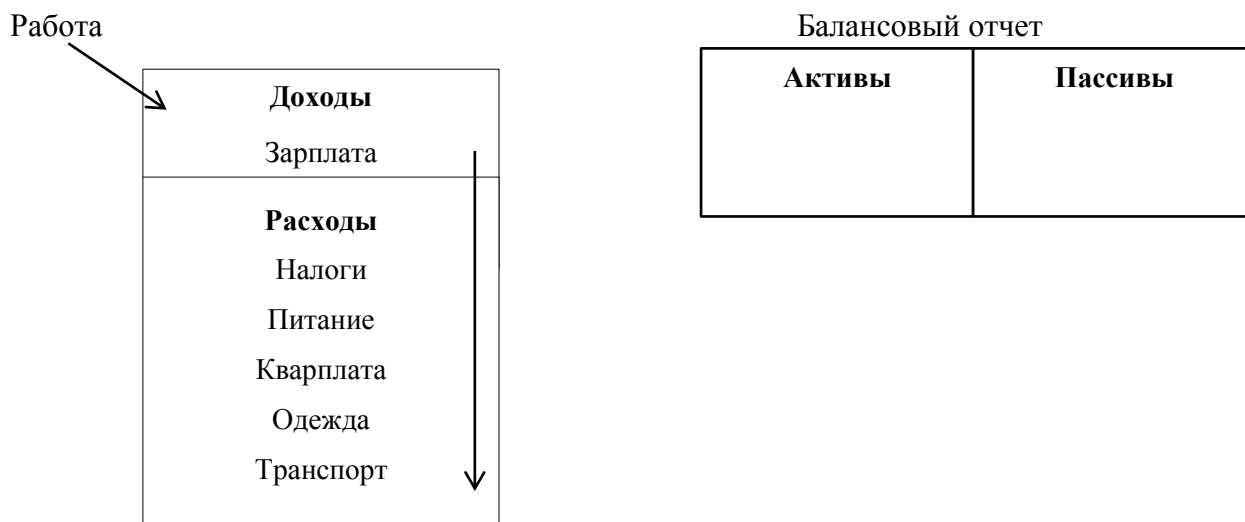 Работа
Доходы
Зарплата
Расходы
Налоги
Питание
Кварплата
Одежда
Транспорт
Балансовый отчет
Активы Пассивы